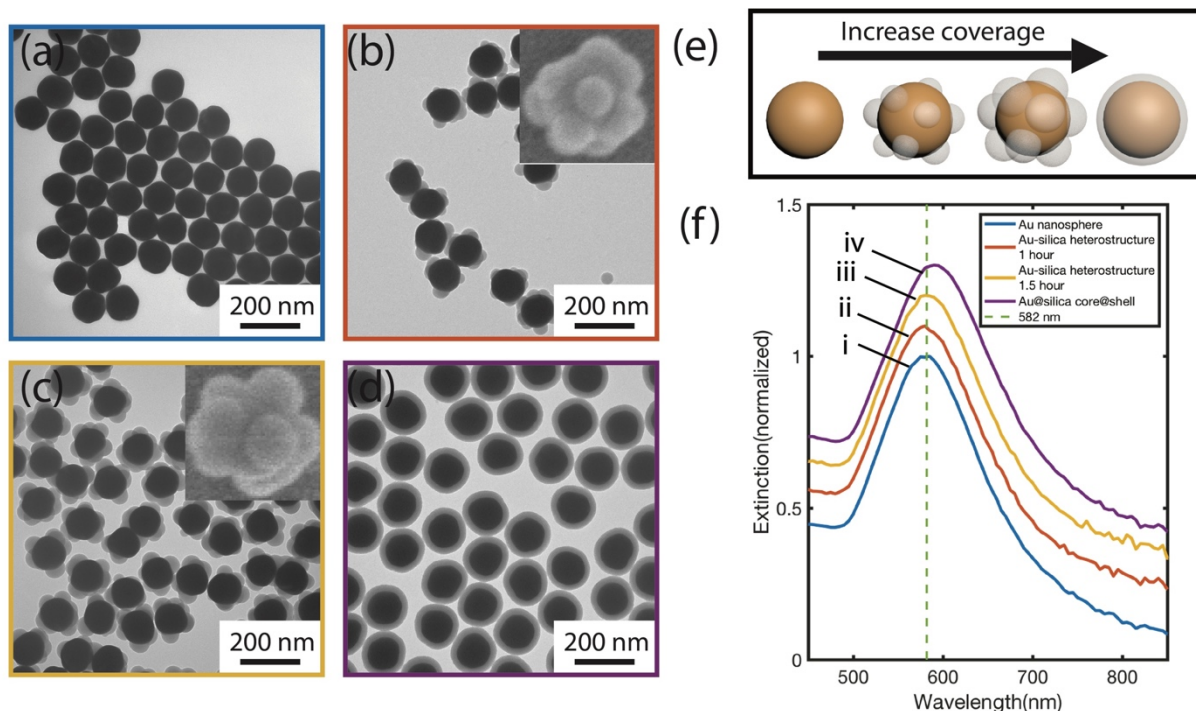 (a)
200 nm
(b)
200 nm
(c)
200 nm
(d)
200 nm
(e)
Increase coverage
(f)
1.5
1
0.5
0
Extinction(normalized)
500
600
700
800
Wavelength(nm)
iv
iii
ii
i
Au nanosphere
Au-silica heterostructure
1 hour
Au-silica heterostructure
1.5 hour
Au@silica core@shell
582 nm